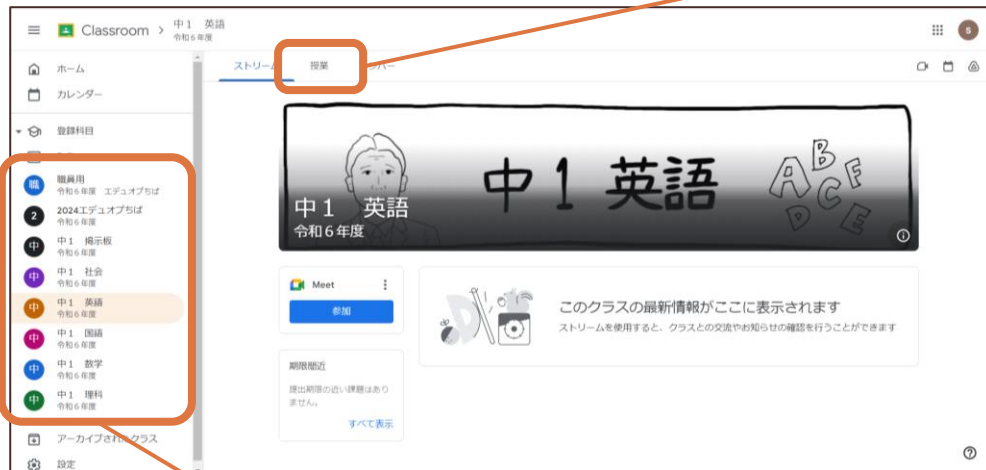 Classroom
中1 英語
令和6年度
S
ホーム
カレンダー
登録科目
職 職員用
令和6年度 エデュオプちば
2 2024エデュオプちば
令和6年度
中 中1 掲示板
令和6年度
中 中1 社会
令和6年度
中 中1 英語
令和6年度
中 中1 国語
令和6年度
中 中1 数学
令和6年度
中 中1 理科
令和6年度
アーカイブされたクラス
設定
ストリーム 授業
中1 英語
A B C F
D C E
中1 英語
令和6年度
Meet
参加
期限間近
提出期限の近い課題はあり
ません。
すべて表示
このクラスの最新情報がここに表示されます
ストリームを使用すると、クラスとの交流やお知らせの確認を行うことができます